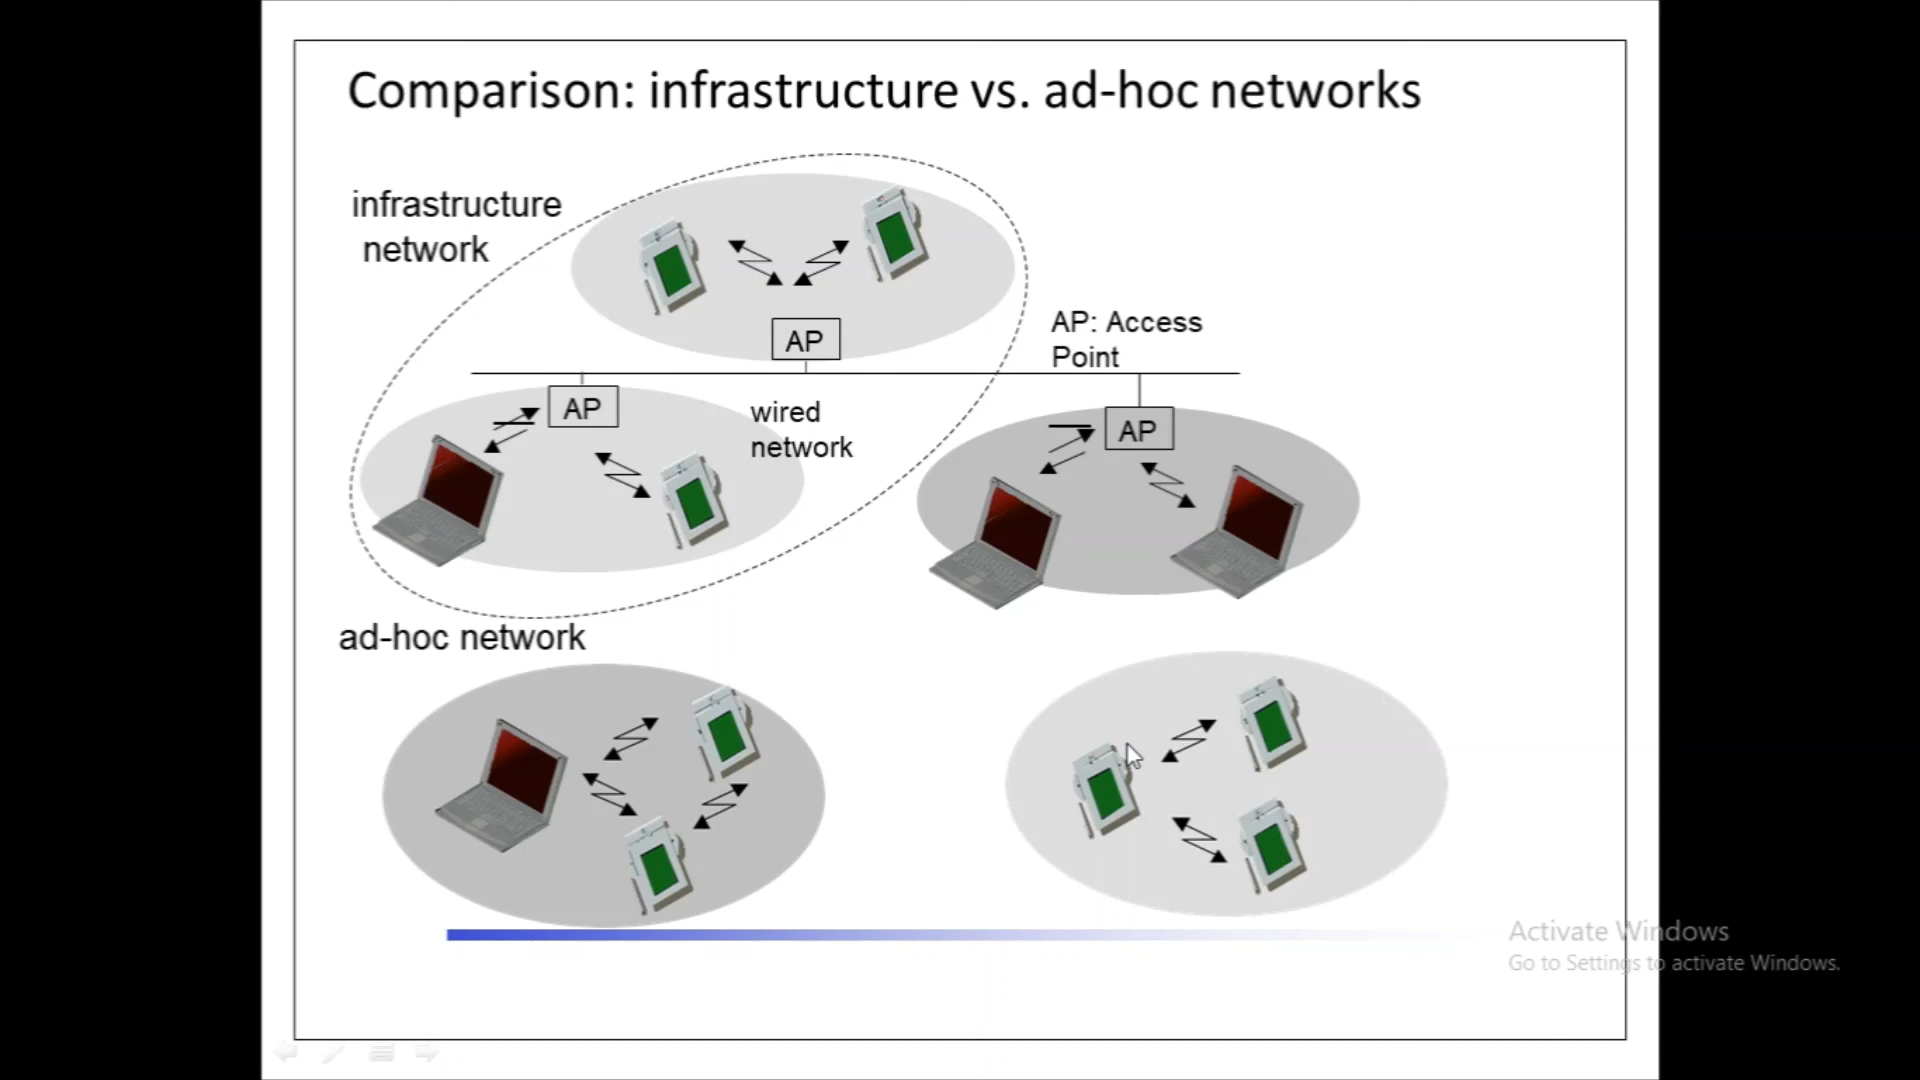 Comparison: infrastructure vs. ad-hoc networks
infrastructure
network
AP: Access
Point
AP
AP
wired
network
AP
ad-hoc network
Activate Windows
Go to Settings to activate Windows.